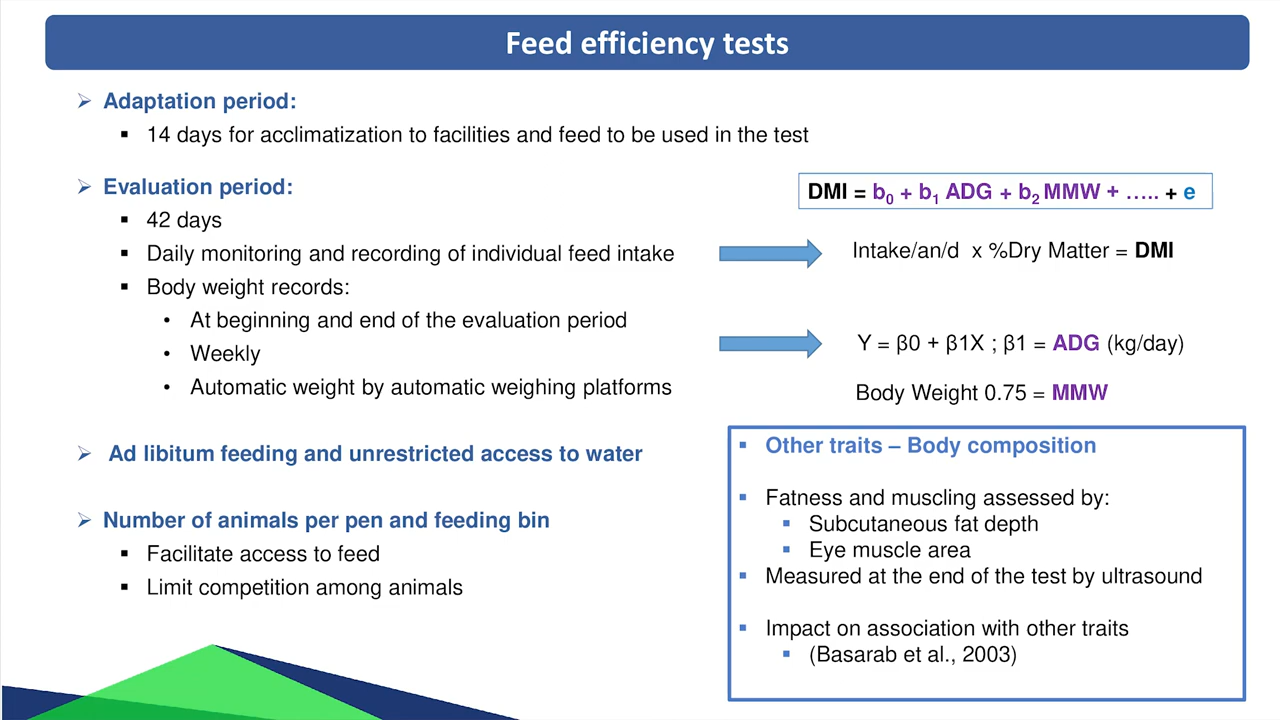 Feed efficiency tests
➢ Adaptation period:
▪ 14 days for acclimatization to facilities and feed to be used in the test
➢ Evaluation period:
▪ 42 days
▪ Daily monitoring and recording of individual feed intake
▪ Body weight records:
• At beginning and end of the evaluation period
• Weekly
• Automatic weight by automatic weighing platforms
➢ Ad libitum feeding and unrestricted access to water
➢ Number of animals per pen and feeding bin
▪ Facilitate access to feed
▪ Limit competition among animals
DMI = b0 + b1 ADG + b2 MMW + ….. + e
Intake/an/d x %Dry Matter = DMI
Y = β0 + β1X ; β1 = ADG (kg/day)
Body Weight 0.75 = MMW
▪ Other traits – Body composition
▪ Fatness and muscling assessed by:
▪ Subcutaneous fat depth
▪ Eye muscle area
▪ Measured at the end of the test by ultrasound
▪ Impact on association with other traits
▪ (Basarab et al., 2003)